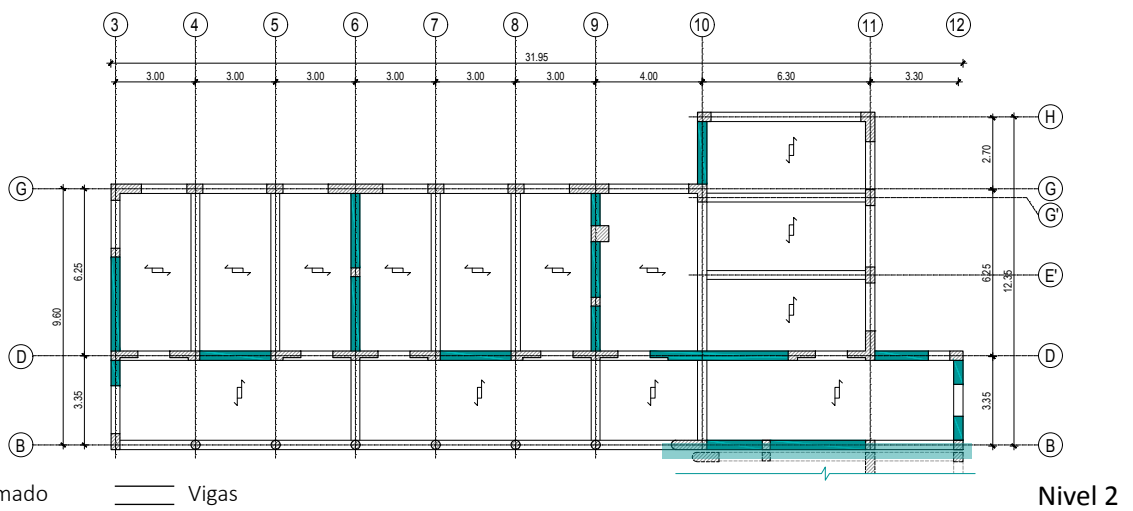 3 4 5 6 7 8 9 10 11 12
31.95
3.00 3.00 3.00 3.00 3.00 3.00 4.00 6.30 3.30
H
2.70
G G
G'
6.25 6.25 12.35
9.60
E'
D D
3.35 3.35
B B
mado Vigas Nivel 2